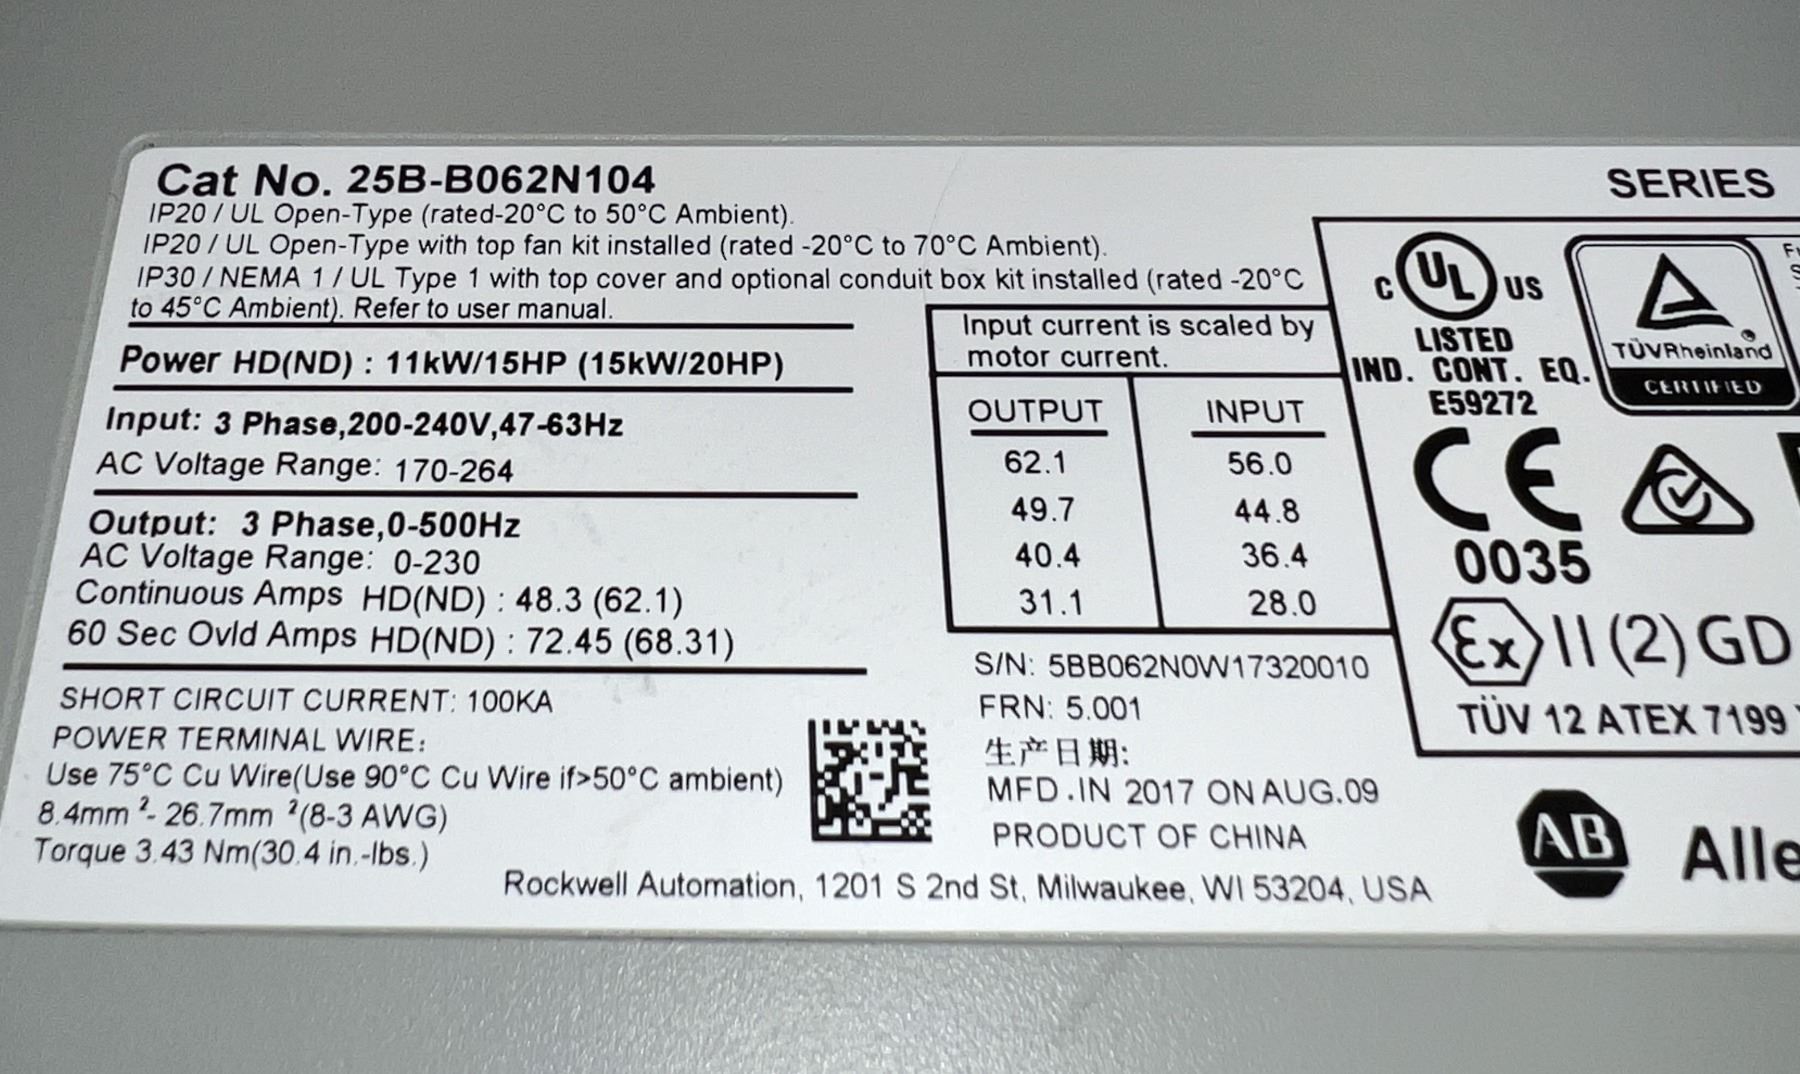 Cat No. 25B-B062N104
SERIES
IP20 / UL Open-Type (rated-20°C to 50°C Ambient).
IP20 / UL Open-Type with top fan kit installed (rated -20°C to 70°C Ambient).
IP30 / NEMA 1 / UL Type 1 with top cover and optional conduit box kit installed (rated -20°C
to 45°C Ambient). Refer to user manual.
Power HD(ND) : 11kW/15HP (15kW/20HP)
Input: 3 Phase,200-240V,47-63Hz
AC Voltage Range: 170-264
Output: 3 Phase,0-500Hz
AC Voltage Range: 0-230
Continuous Amps HD(ND) : 48.3 (62.1)
60 Sec Ovld Amps HD(ND) : 72.45 (68.31)
SHORT CIRCUIT CURRENT: 100KA
POWER TERMINAL WIRE:
Use 75°C Cu Wire(Use 90°C Cu Wire if>50°C ambient)
8.4mm ²- 26.7mm ²(8-3 AWG)
Torque 3.43 Nm(30.4 in.-lbs.)
Input current is scaled by
motor current.
OUTPUT INPUT
62.1 56.0
49.7 44.8
40.4 36.4
31.1 28.0
S/N: 5BB062N0W17320010
FRN: 5.001
生产日期:
MFD.IN 2017 ON AUG.09
PRODUCT OF CHINA
Rockwell Automation, 1201 S 2nd St, Milwaukee, WI 53204, USA
C UL US
LISTED
IND. CONT. EQ.
E59272
TÜVRheinland
CERTIFIED
CE
0035
Ex II (2) GD
TÜV 12 ATEX 7199
AB Alle